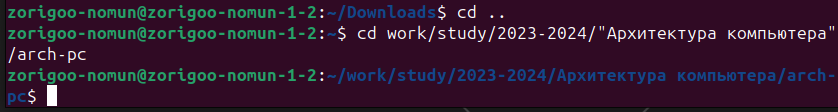 zorigoo-nomun@zorigoo-nomun-1-2:~/Downloads$ cd ..
zorigoo-nomun@zorigoo-nomun-1-2:~$ cd work/study/2023-2024/"Архитектура компьютера"
/arch-pc
zorigoo-nomun@zorigoo-nomun-1-2:~/work/study/2023-2024/Архитектура компьютера/arch-
pc$